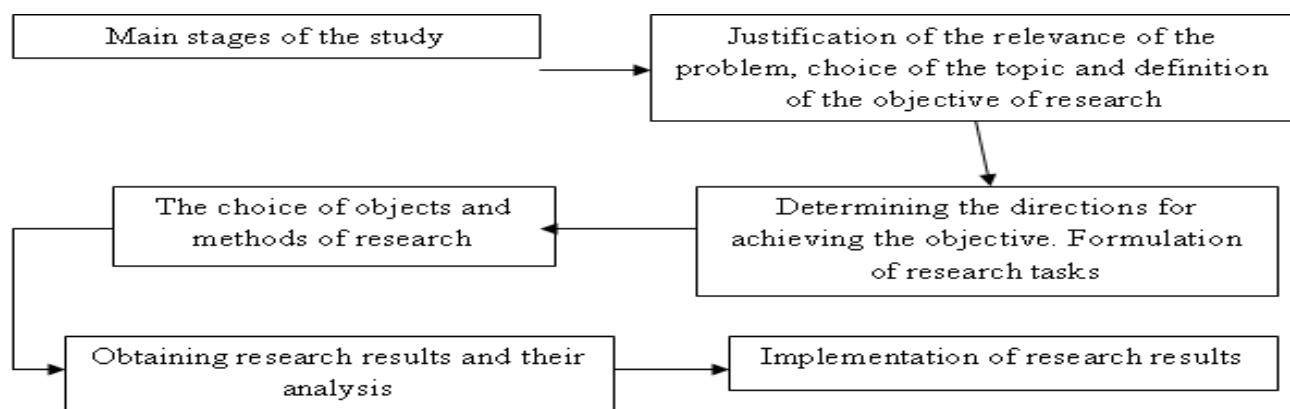 Main stages of the study
Justification of the relevance of the
problem, choice of the topic and definition
of the objective of research
Determining the directions for
achieving the objective. Formulation
of research tasks
The choice of objects and
methods of research
Obtaining research results and their
analysis
Implementation of research results